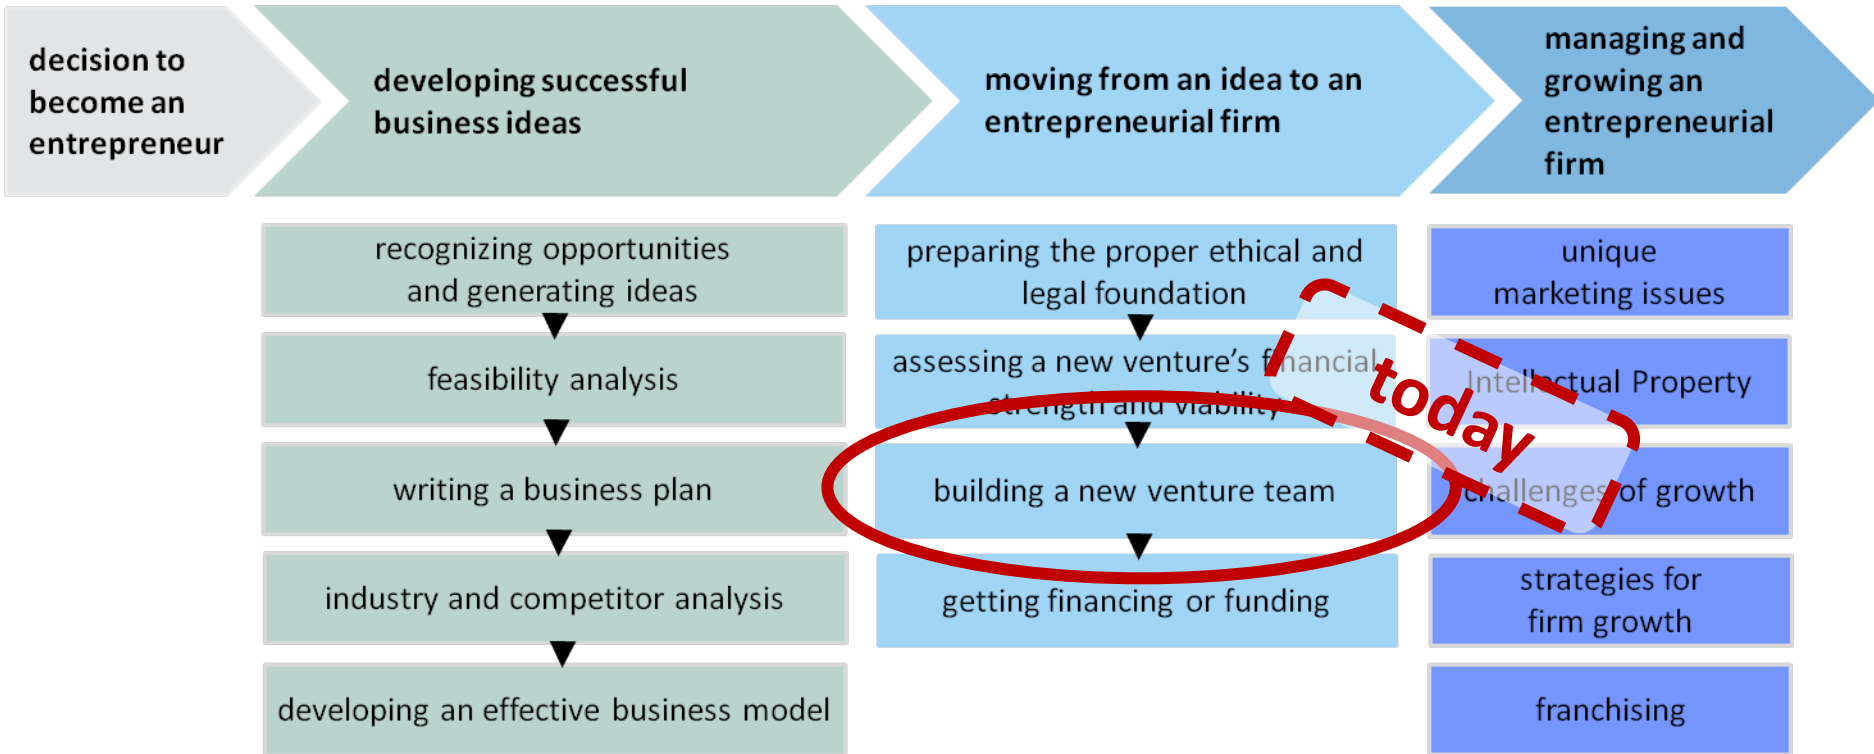 decision to
become an
entrepreneur
developing successful
business ideas
moving from an idea to an
entrepreneurial firm
managing and
growing an
entrepreneurial
firm
recognizing opportunities
and generating ideas
feasibility analysis
writing a business plan
industry and competitor analysis
developing an effective business model
preparing the proper ethical and
legal foundation
assessing a new venture’s financial
strength and viability
building a new venture team
getting financing or funding
unique
marketing issues
Intellectual Property
challenges of growth
strategies for
firm growth
franchising
today